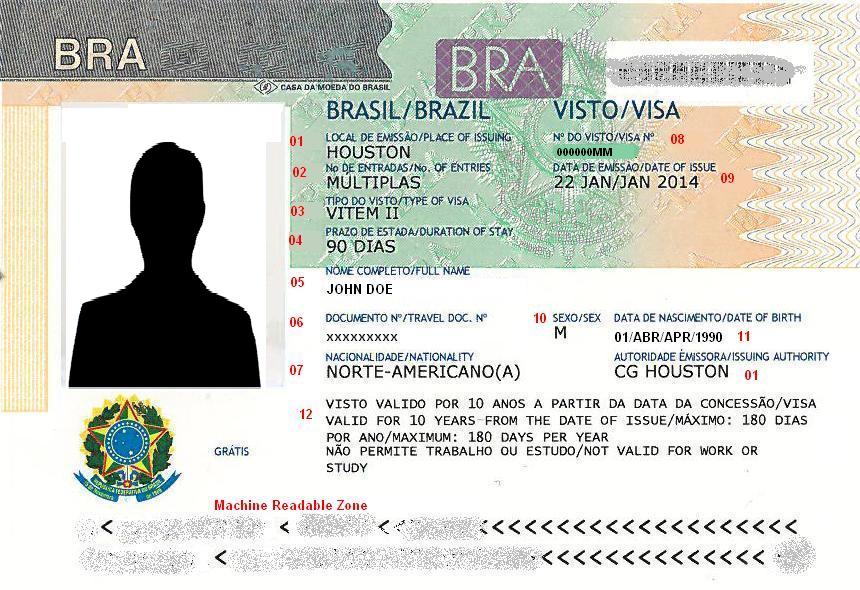 BRA
BRA
CASA DA MOEDA DO BRASIL
BRASIL/BRAZIL
VISTO/VISA
01
LOCAL DE EMISSÃO/PLACE OF ISSUING
HOUSTON
Nº DO VISTO/VISA Nº
08
000000MM
02
No DE ENTRADAS/No. OF ENTRIES
MÚLTIPLAS
DATA DE EMISSÃO/DATE OF ISSUE
22 JAN/JAN 2014
09
03
TIPO DO VISTO/TYPE OF VISA
VITEM II
04
PRAZO DE ESTADA/DURATION OF STAY
90 DIAS
05
NOME COMPLETO/FULL NAME
JOHN DOE
06
DOCUMENTO Nº/TRAVEL DOC. Nº
xxxxxxxxx
10
SEXO/SEX
M
DATA DE NASCIMENTO/DATE OF BIRTH
01/ABR/APR/1990
11
07
NACIONALIDADE/NATIONALITY
NORTE-AMERICANO(A)
AUTORIDADE EMISSORA/ISSUING AUTHORITY
CG HOUSTON
01
12
VISTO VALIDO POR 10 ANOS A PARTIR DA DATA DA CONCESSÃO/VISA
VALID FOR 10 YEARS FROM THE DATE OF ISSUE/MÁXIMO: 180 DIAS
POR ANO/MAXIMUM: 180 DAYS PER YEAR
NÃO PERMITE TRABALHO OU ESTUDO/NOT VALID FOR WORK OR
STUDY
GRÁTIS
Machine Readable Zone